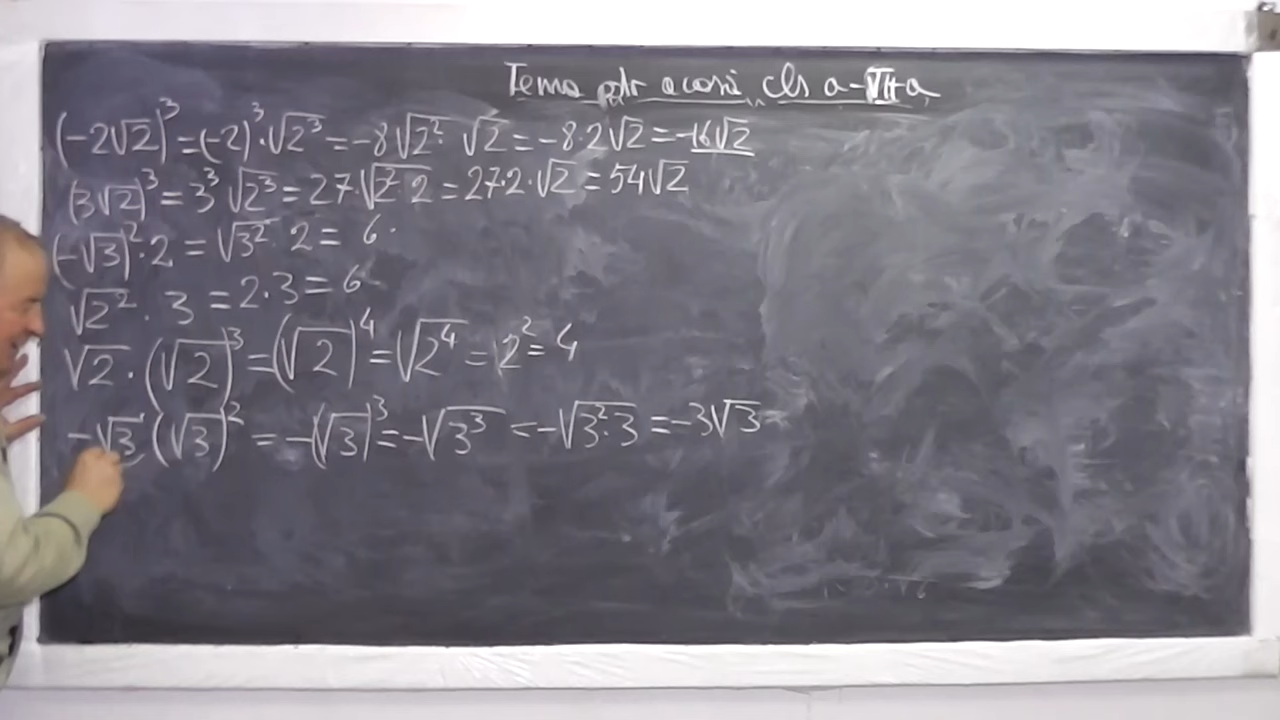 Tema ptr acasă cls a-VII-a
(-2√2)³ = (-2)³·√2³ = -8√2²·√2 = -8·2√2 = -16√2
(3√2)³ = 3³√2³ = 27·√2²·2 = 27·2·√2 = 54√2
(-√3)²·2 = √3²·2 = 6·
√2²·3 = 2·3 = 6
√2·(√2)³ = (√2)⁴ = √2⁴ = 2² = 4
-√3(√3)² = -(√3)³ = -√3³ = -√3²·3 = -3√3